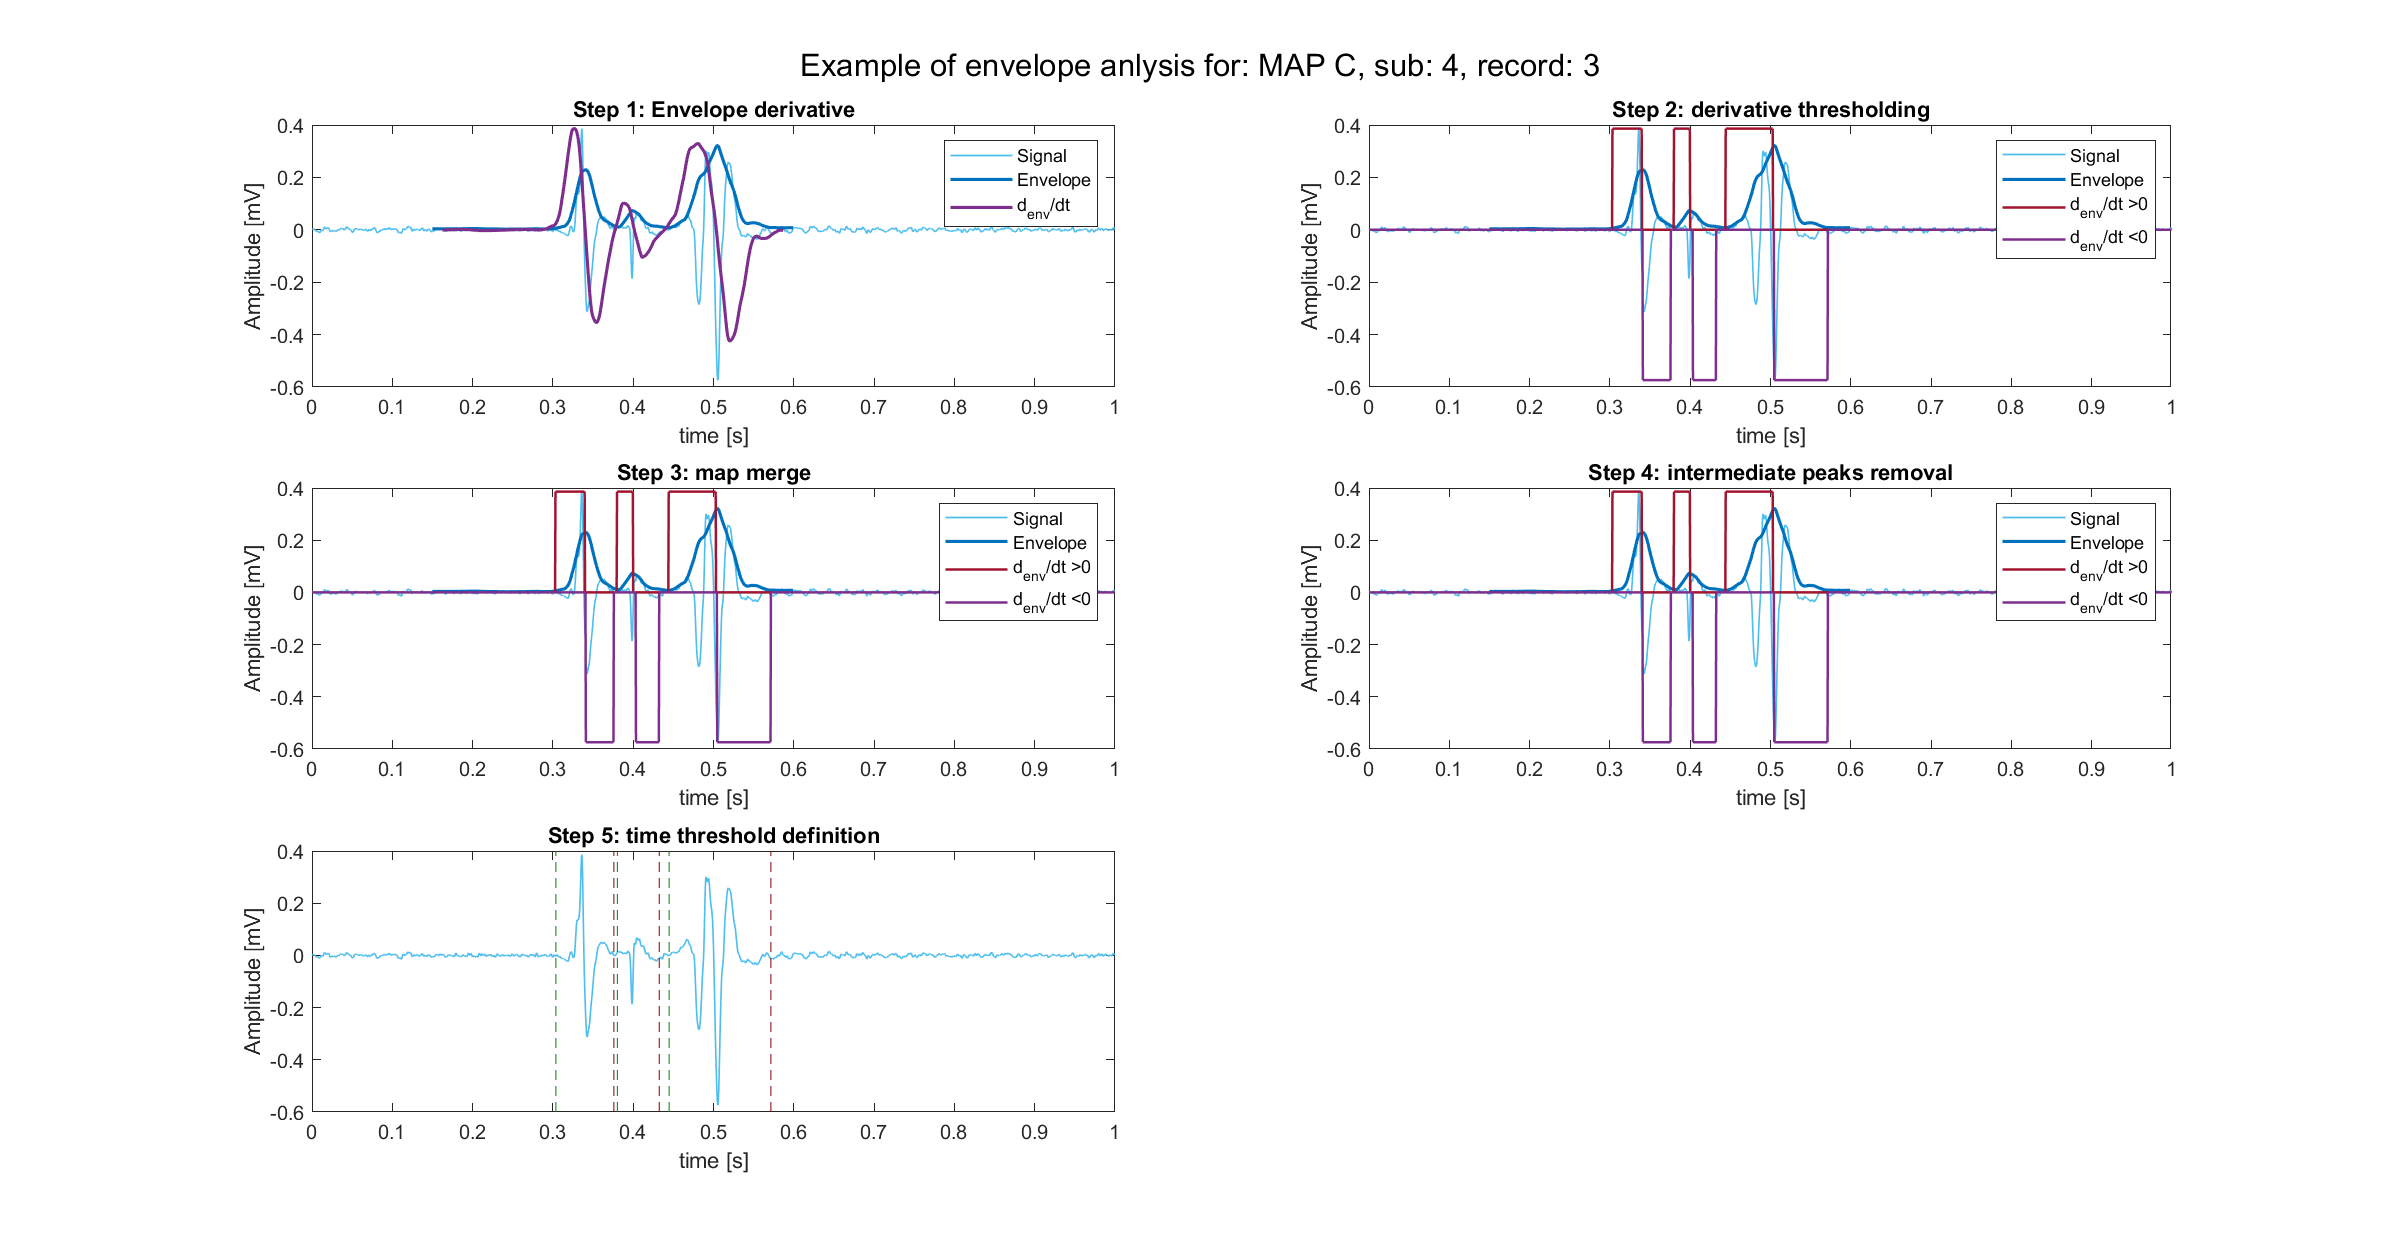 Example of envelope anlysis for: MAP C, sub: 4, record: 3
Step 1: Envelope derivative
0.4
0.2
0
-0.2
-0.4
-0.6
Amplitude [mV]
Signal
Envelope
d_env/dt
0 0.1 0.2 0.3 0.4 0.5 0.6 0.7 0.8 0.9 1
time [s]
Step 2: derivative thresholding
0.4
0.2
0
-0.2
-0.4
-0.6
Amplitude [mV]
Signal
Envelope
d_env/dt >0
d_env/dt <0
0 0.1 0.2 0.3 0.4 0.5 0.6 0.7 0.8 0.9 1
time [s]
Step 3: map merge
0.4
0.2
0
-0.2
-0.4
-0.6
Amplitude [mV]
Signal
Envelope
d_env/dt >0
d_env/dt <0
0 0.1 0.2 0.3 0.4 0.5 0.6 0.7 0.8 0.9 1
time [s]
Step 4: intermediate peaks removal
0.4
0.2
0
-0.2
-0.4
-0.6
Amplitude [mV]
Signal
Envelope
d_env/dt >0
d_env/dt <0
0 0.1 0.2 0.3 0.4 0.5 0.6 0.7 0.8 0.9 1
time [s]
Step 5: time threshold definition
0.4
0.2
0
-0.2
-0.4
-0.6
Amplitude [mV]
0 0.1 0.2 0.3 0.4 0.5 0.6 0.7 0.8 0.9 1
time [s]